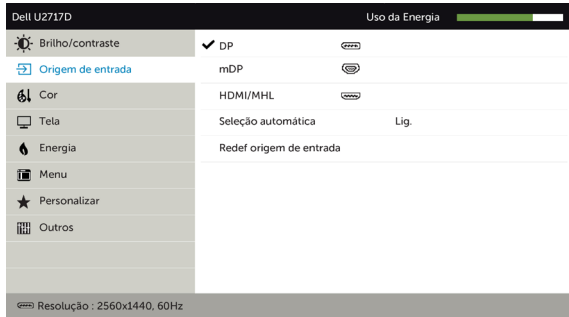 Dell U2717D Uso da Energia
Brilho/contraste
Origem de entrada
Cor
Tela
Energia
Menu
Personalizar
Outros
DP
mDP
HDMI/MHL
Seleção automática Lig.
Redef origem de entrada
Resolução : 2560x1440, 60Hz